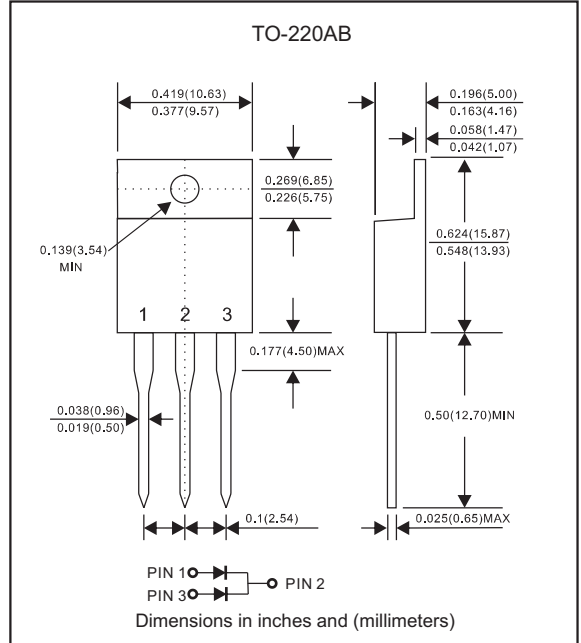 TO-220AB
0.419(10.63)
0.377(9.57)
0.196(5.00)
0.163(4.16)
0.058(1.47)
0.042(1.07)
0.269(6.85)
0.226(5.75)
0.139(3.54)
MIN
0.624(15.87)
0.548(13.93)
1 2 3
0.177(4.50)MAX
0.038(0.96)
0.019(0.50)
0.50(12.70)MIN
0.1(2.54)
0.025(0.65)MAX
PIN 1
PIN 2
PIN 3
Dimensions in inches and (millimeters)